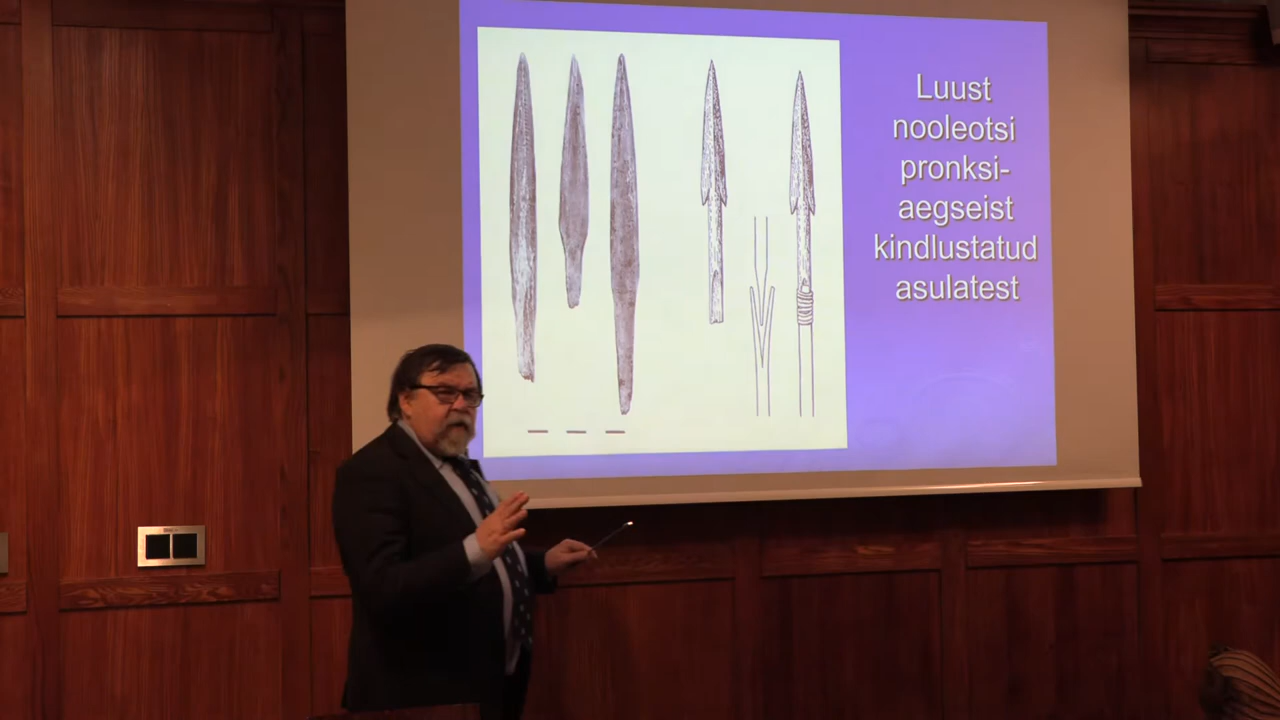 Luust
nooleotsi
pronksi-
aegseist
kindlustatud
asulatest